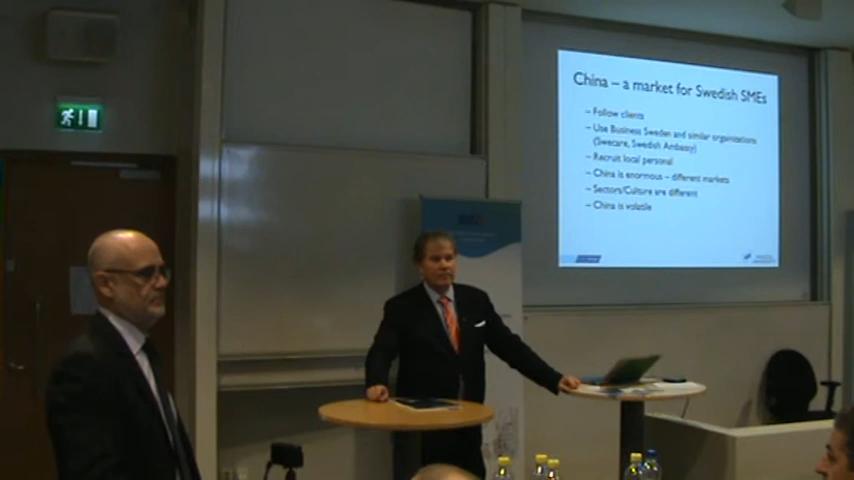 China – a market for Swedish SMEs
– Follow clients
– Use Business Sweden and similar organizations
(Swecare, Swedish Embassy)
– Recruit local personal
– China is enormous – different markets
– Sectors/Culture are different
– China is volatile